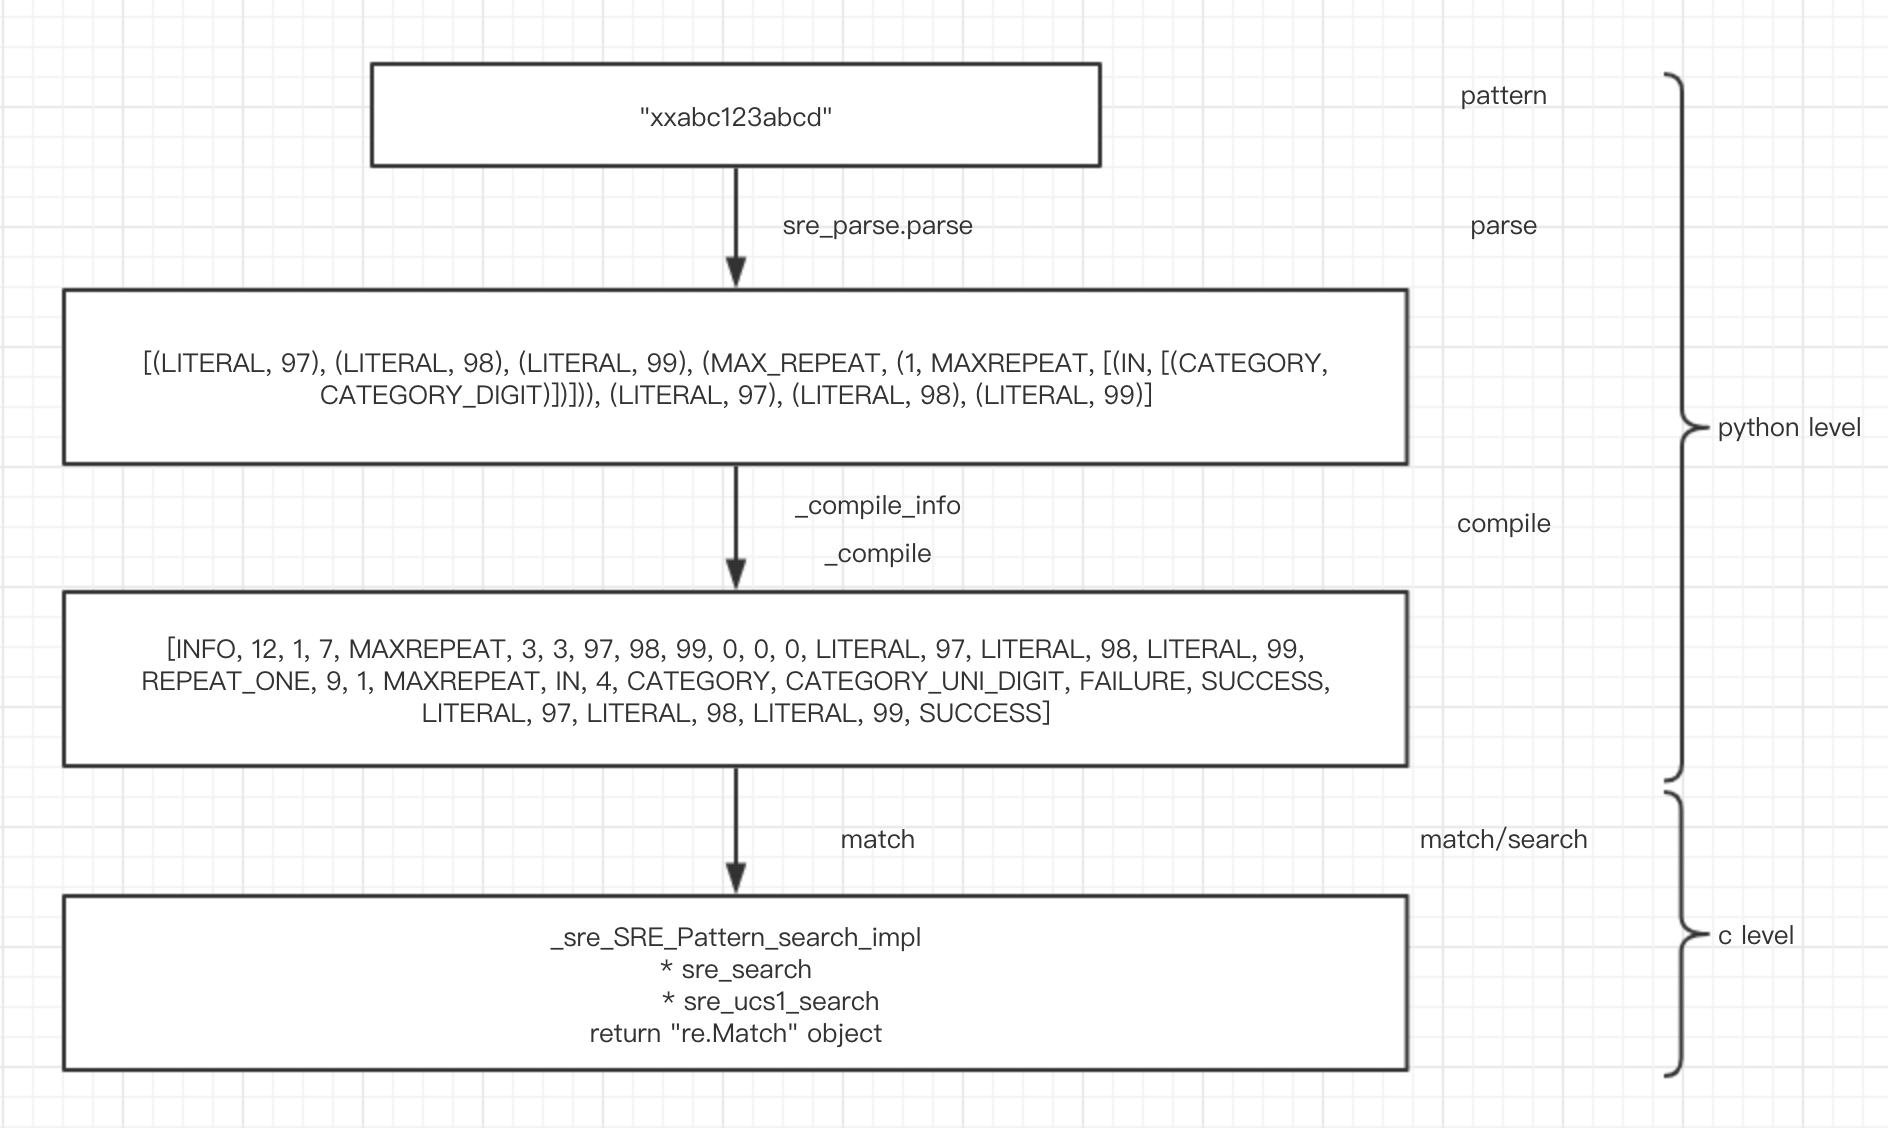 "xxabc123abcd"
pattern
sre_parse.parse
parse
[(LITERAL, 97), (LITERAL, 98), (LITERAL, 99), (MAX_REPEAT, (1, MAXREPEAT, [(IN, [(CATEGORY,
CATEGORY_DIGIT)])])), (LITERAL, 97), (LITERAL, 98), (LITERAL, 99)]
python level
_compile_info
compile
_compile
[INFO, 12, 1, 7, MAXREPEAT, 3, 3, 97, 98, 99, 0, 0, 0, LITERAL, 97, LITERAL, 98, LITERAL, 99,
REPEAT_ONE, 9, 1, MAXREPEAT, IN, 4, CATEGORY, CATEGORY_UNI_DIGIT, FAILURE, SUCCESS,
LITERAL, 97, LITERAL, 98, LITERAL, 99, SUCCESS]
match
match/search
_sre_SRE_Pattern_search_impl
* sre_search
* sre_ucs1_search
return "re.Match" object
c level